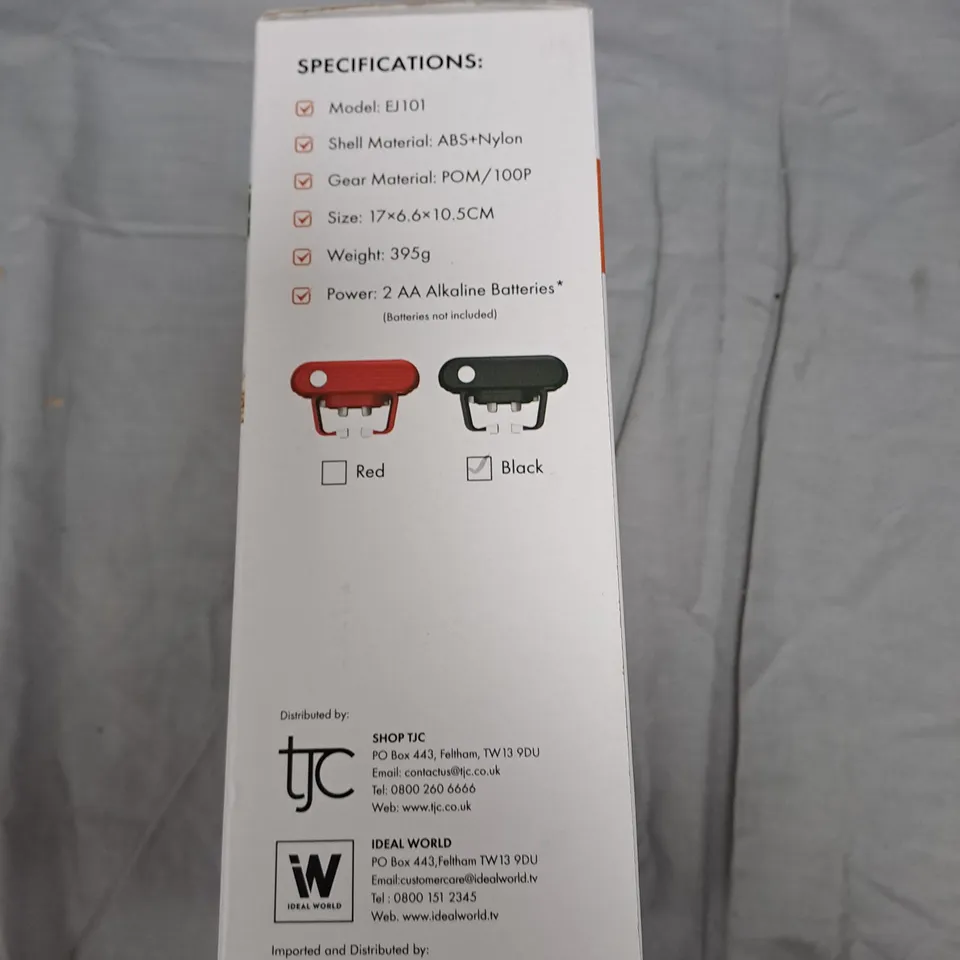 SPECIFICATIONS:
Model: EJ101
Shell Material: ABS+Nylon
Gear Material: POM/100P
Size: 17×6.6×10.5CM
Weight: 395g
Power: 2 AA Alkaline Batteries*
(Batteries not included)
Red
Black
Distributed by:
tjc
SHOP TJC
PO Box 443, Feltham, TW13 9DU
Email: contactus@tjc.co.uk
Tel: 0800 260 6666
Web: www.tjc.co.uk
iW
IDEAL WORLD
IDEAL WORLD
PO Box 443,Feltham TW13 9DU
Email:customercare@idealworld.tv
Tel : 0800 151 2345
Web. www.idealworld.tv
Imported and Distributed by: